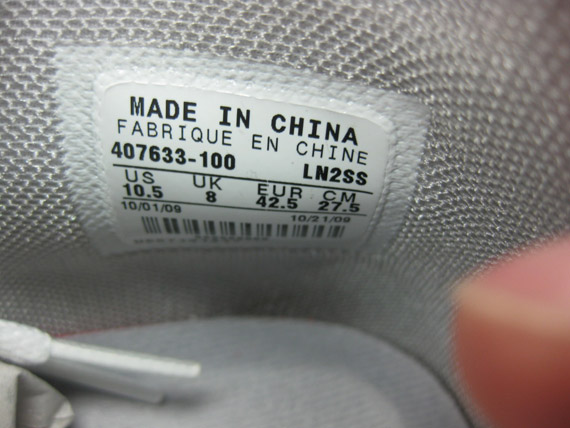 MADE IN CHINA
FABRIQUE EN CHINE
407633-100 LN2SS
US UK EUR CM
10.5 8 42.5 27.5
10/01/09 10/21/09